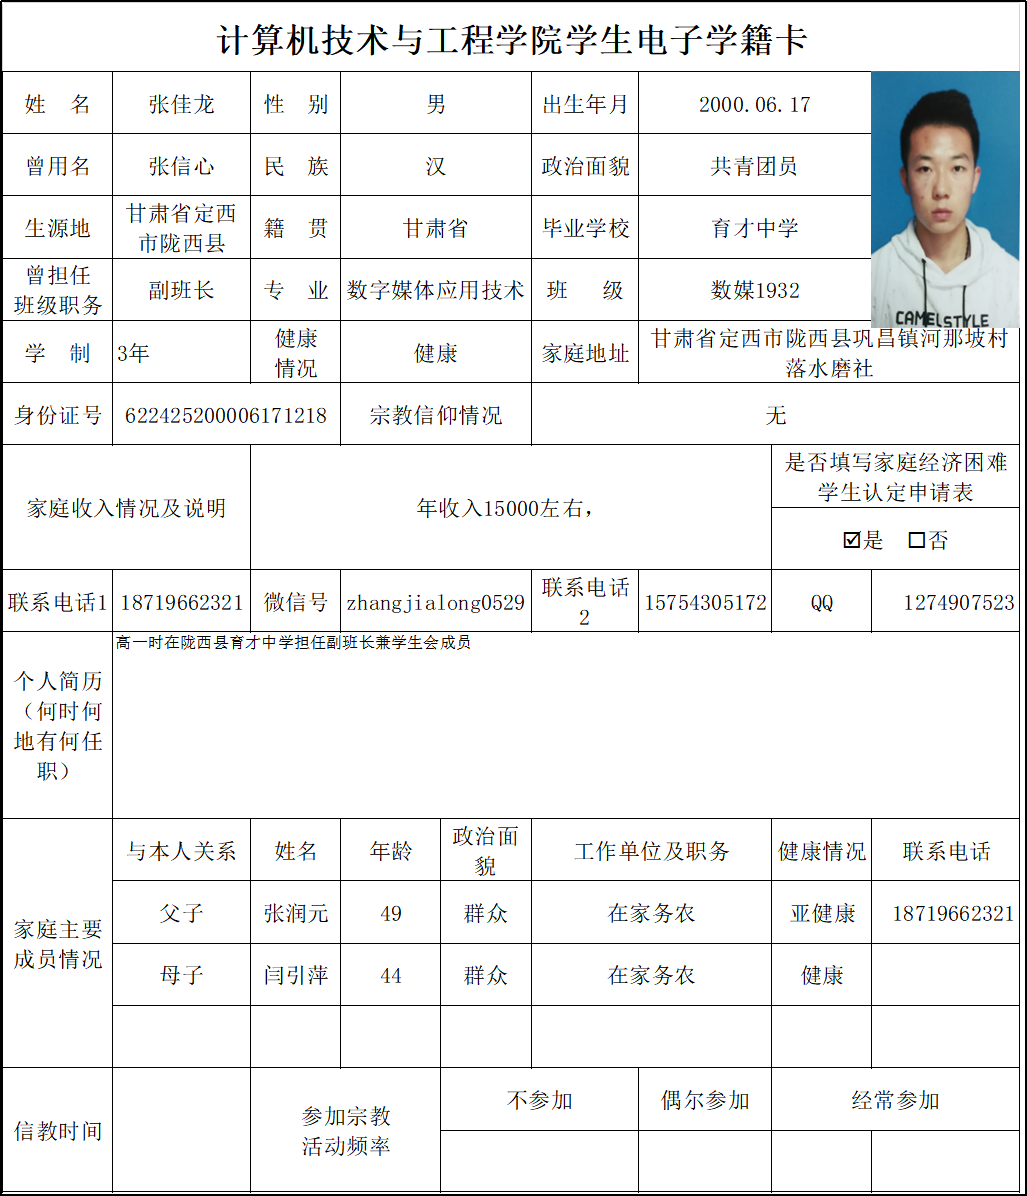 计算机技术与工程学院学生电子学籍卡
姓 名 张佳龙 性 别 男 出生年月 2000.06.17
曾用名 张信心 民 族 汉 政治面貌 共青团员
生源地 甘肃省定西
市陇西县 籍 贯 甘肃省 毕业学校 育才中学
曾担任
班级职务 副班长 专 业 数字媒体应用技术 班 级 数媒1932
CAMELSTYLE
学 制 3年 健康
情况 健康 家庭地址 甘肃省定西市陇西县巩昌镇河那坡村
落水磨社
身份证号 622425200006171218 宗教信仰情况 无
家庭收入情况及说明 年收入15000左右，
是否填写家庭经济困难
学生认定申请表
☑是 □否
联系电话1 18719662321 微信号 zhangjialong0529 联系电话
2 15754305172 QQ 1274907523
个人简历
（何时何
地有何任
职）
高一时在陇西县育才中学担任副班长兼学生会成员
家庭主要
成员情况
与本人关系 姓名 年龄 政治面
貌 工作单位及职务 健康情况 联系电话
父子 张润元 49 群众 在家务农 亚健康 18719662321
母子 闫引萍 44 群众 在家务农 健康
信教时间 参加宗教
活动频率 不参加 偶尔参加 经常参加